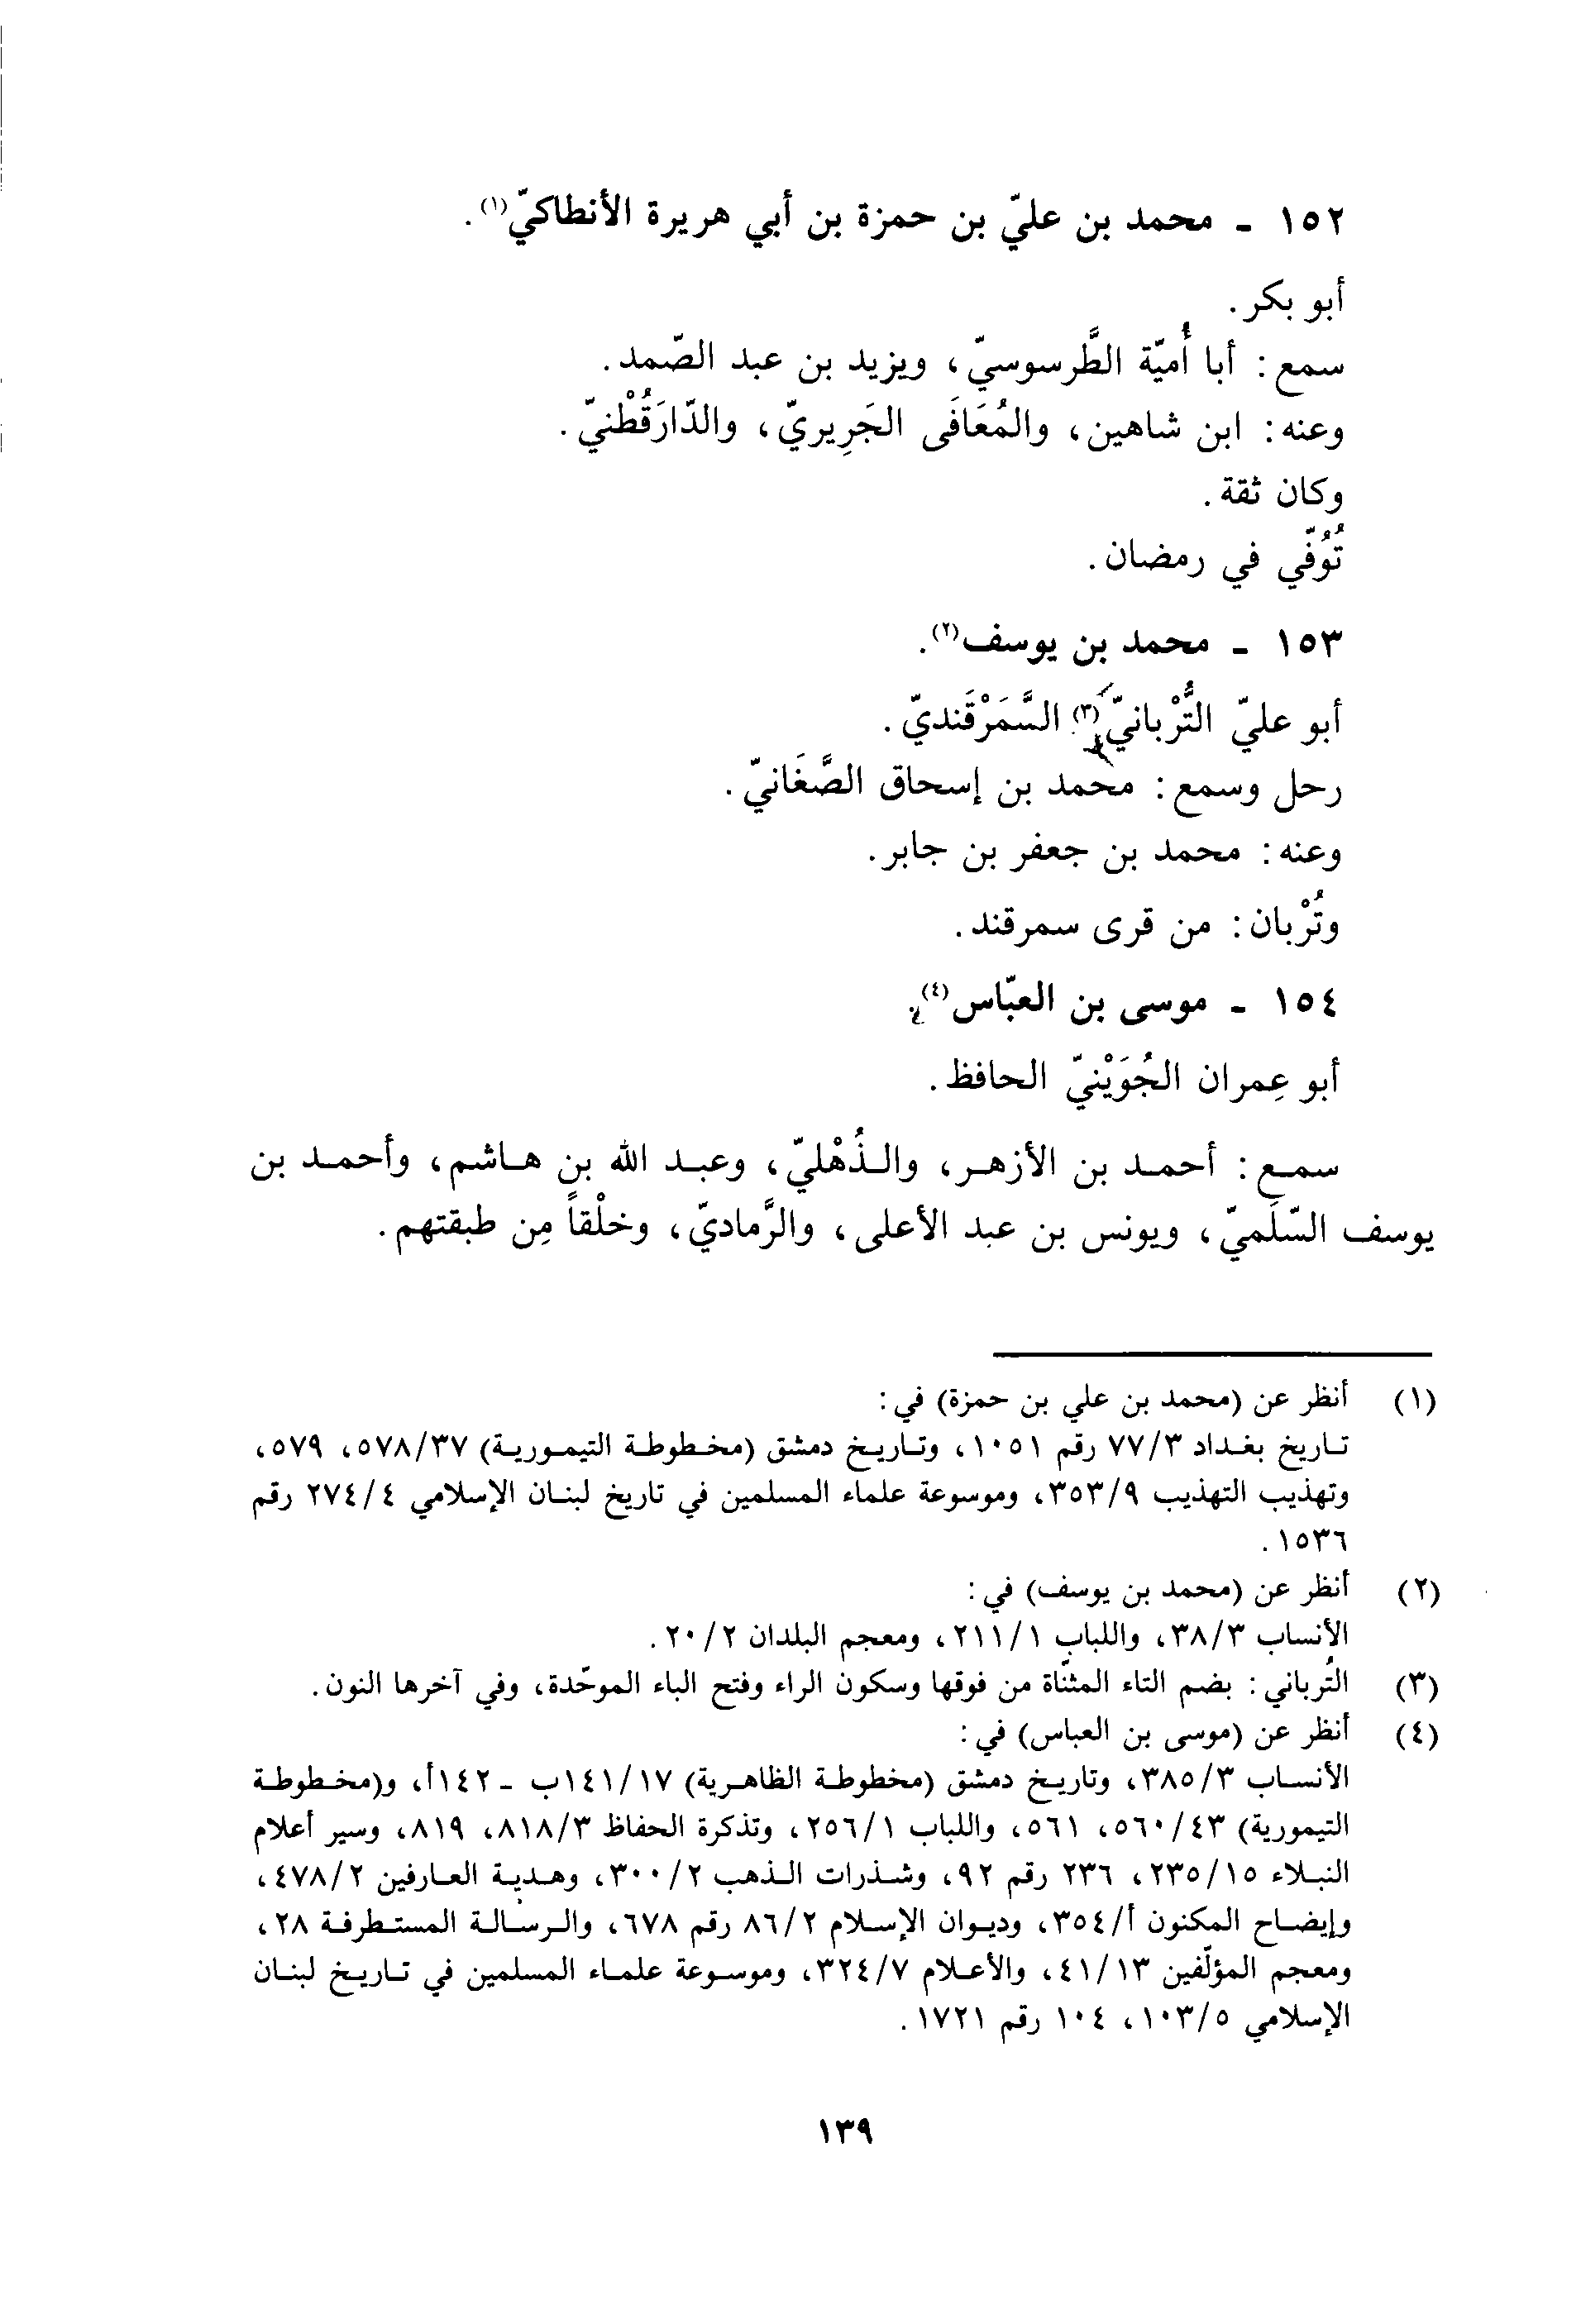 ١٥٢ ـ محمد بن عليّ بن حمزة بن أبي هريرة الأنطاكيّ(١).
أبو بكر.
سمع: أبا أُميّة الطَّرسوسيّ، ويزيد بن عبد الصّمد.
وعنه: ابن شاهين، والمُعَافَى الجَرِيريّ، والدّارَقُطْنيّ.
وكان ثقة.
تُوُفّي في رمضان.
١٥٣ ـ محمد بن يوسف(٢).
أبو عليّ التُّرْبانيّ(٣) السَّمَرْقَنديّ.
رحل وسمع: محمد بن إسحاق الصَّغَانيّ.
وعنه: محمد بن جعفر بن جابر.
وتُرْبان: من قرى سمرقند.
١٥٤ ـ موسى بن العبّاس(٤).
أبو عِمران الجُوَيْنيّ الحافظ.
سمع: أحمد بن الأزهر، والذُهْليّ، وعبد الله بن هاشم، وأحمد بن
يوسف السّلَميّ، ويونس بن عبد الأعلى، والرَّماديّ، وخلْقاً مِن طبقتهم.
(١) أنظر عن (محمد بن علي بن حمزة) في:
تاريخ بغداد ٧٧/٣ رقم ١٠٥١، وتاريخ دمشق (مخطوطة التيمورية) ٥٧٨/٣٧، ٥٧٩،
وتهذيب التهذيب ٣٥٣/٩، وموسوعة علماء المسلمين في تاريخ لبنان الإسلامي ٢٧٤/٤ رقم
١٥٣٦.
(٢) أنظر عن (محمد بن يوسف) في:
الأنساب ٣٨/٣، واللباب ٢١١/١، ومعجم البلدان ٢٠/٢.
(٣) التُرباني: بضم التاء المثنّاة من فوقها وسكون الراء وفتح الباء الموحّدة، وفي آخرها النون.
(٤) أنظر عن (موسى بن العباس) في:
الأنساب ٣٨٥/٣، وتاريخ دمشق (مخطوطة الظاهرية) ١٤١/١٧ب ـ ١٤٢أ، و(مخطوطة
التيمورية) ٥٦٠/٤٣، ٥٦١، واللباب ٢٥٦/١، وتذكرة الحفاظ ٨١٨/٣، ٨١٩، وسير أعلام
النبلاء ٢٣٥/١٥، ٢٣٦ رقم ٩٢، وشذرات الذهب ٣٠٠/٢، وهدية العارفين ٤٧٨/٢،
وإيضاح المكنون أ/٣٥٤، وديوان الإسلام ٨٦/٢ رقم ٦٧٨، والرسالة المستطرفة ٢٨،
ومعجم المؤلّفين ٤١/١٣، والأعلام ٣٢٤/٧، وموسوعة علماء المسلمين في تاريخ لبنان
الإسلامي ١٠٣/٥، ١٠٤ رقم ١٧٢١.
١٣٩